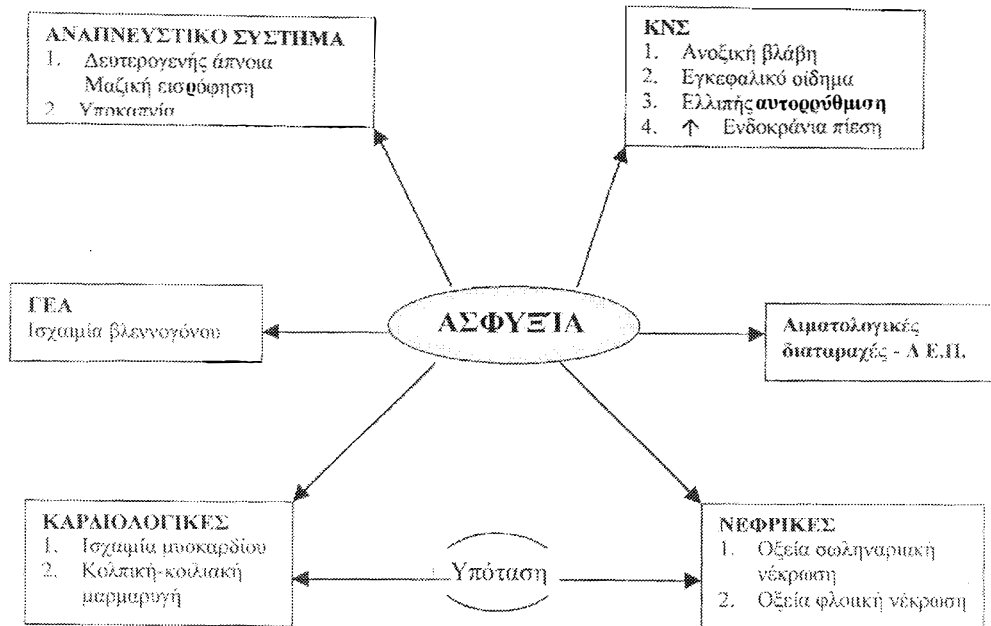 ΑΝΑΠΝΕΥΣΤΙΚΟ ΣΥΣΤΗΜΑ
1. Δευτερογενής άπνοια
Μαζική εισρόφηση
2. Υποκαπνία
ΚΝΣ
1. Ανοξική βλάβη
2. Εγκεφαλικό οίδημα
3. Ελλιπής αυτορρύθμιση
4. ↑ Ενδοκράνια πίεση
ΓΕΑ
Ισχαιμία βλεννογόνου
ΑΣΦΥΞΊΑ
Αιματολογικές
διαταραχές - Δ Ε.Π.
ΚΑΡΔΙΟΛΟΓΙΚΕΣ
1. Ισχαιμία μυοκαρδίου
2. Κολπική-κοιλιακή
μαρμαρυγή
Υπόταση
ΝΕΦΡΙΚΕΣ
1. Οξεία σωληναριακή
νέκρωση
2. Οξεία φλοιική νέκρωση